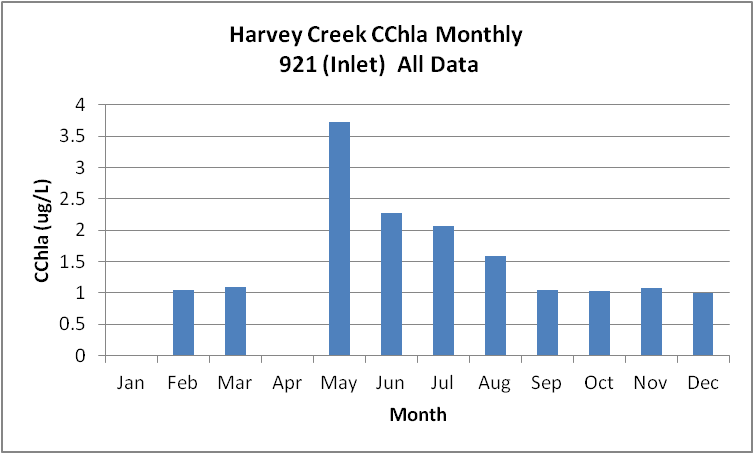 Harvey Creek CChla Monthly
921 (Inlet)  All Data
CChla (ug/L)
4
3.5
3
2.5
2
1.5
1
0.5
0
Jan Feb Mar Apr May Jun Jul Aug Sep Oct Nov Dec
Month